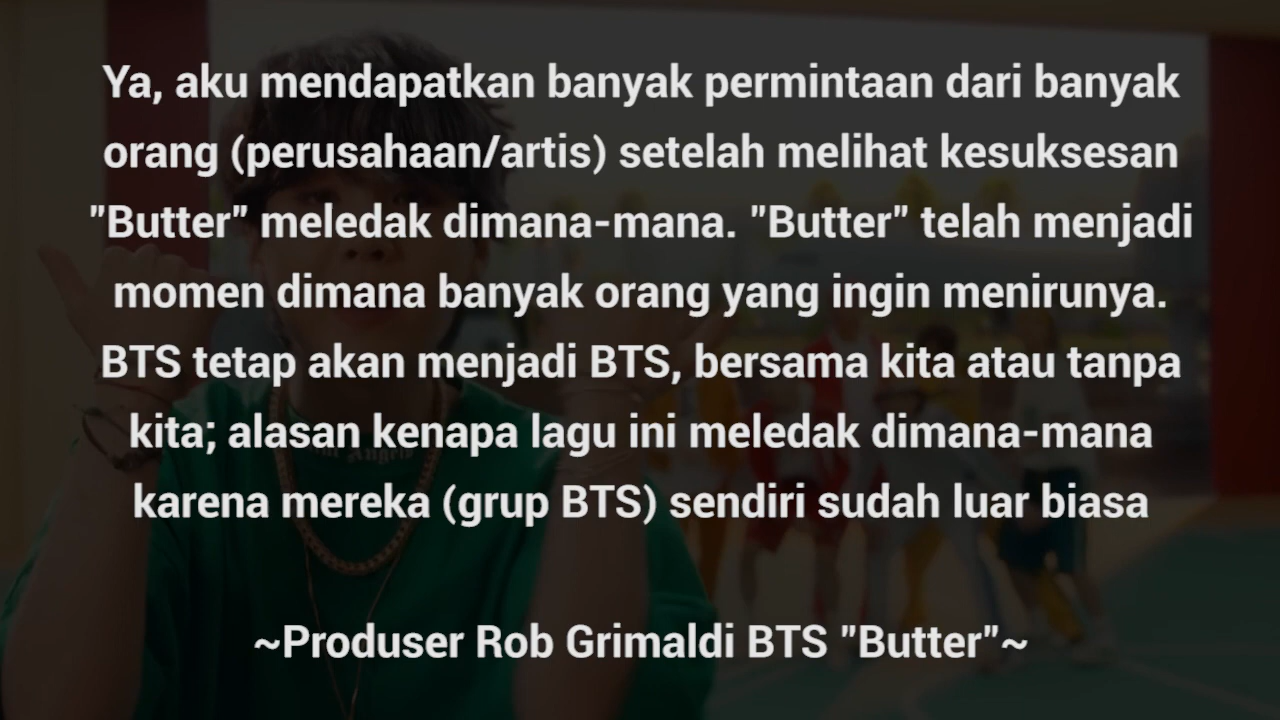 Ya, aku mendapatkan banyak permintaan dari banyak
orang (perusahaan/artis) setelah melihat kesuksesan
"Butter" meledak dimana-mana. "Butter" telah menjadi
momen dimana banyak orang yang ingin menirunya.
BTS tetap akan menjadi BTS, bersama kita atau tanpa
kita; alasan kenapa lagu ini meledak dimana-mana
karena mereka (grup BTS) sendiri sudah luar biasa
~Produser Rob Grimaldi BTS "Butter"~